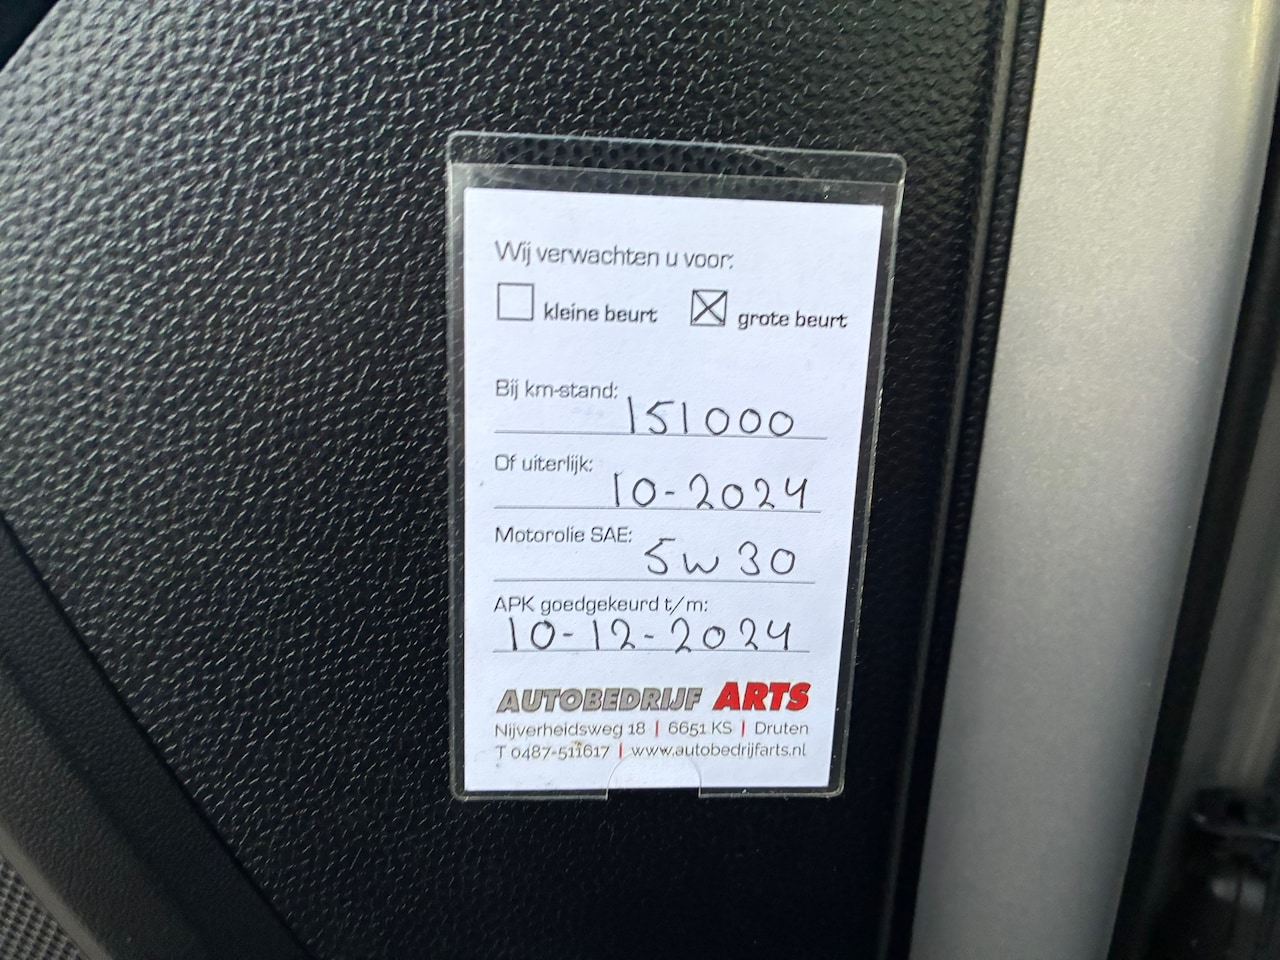 Wij verwachten u voor:
kleine beurt grote beurt
Bij km-stand: 151000
Of uiterlijk: 10-2024
Motorolie SAE: 5W30
APK goedgekeurd t/m:
10-12-2024
AUTOBEDRIJF ARTS
Nijverheidsweg 18 | 6651 KS | Druten
T 0487-511617 | www.autobedrijfarts.nl